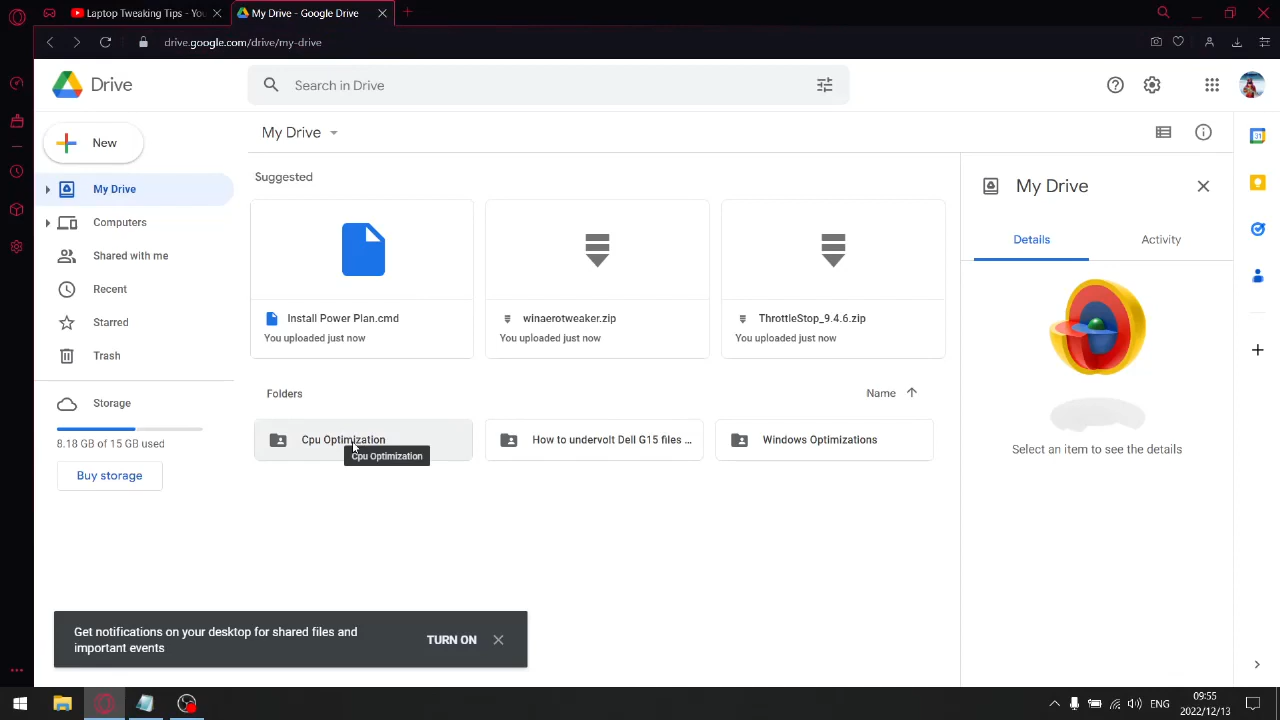 Laptop Tweaking Tips - You
My Drive - Google Drive
drive.google.com/drive/my-drive
Drive
Search in Drive
New
My Drive
Computers
Shared with me
Recent
Starred
Trash
Storage
8.18 GB of 15 GB used
Buy storage
My Drive
Suggested
Install Power Plan.cmd
You uploaded just now
winaerotweaker.zip
You uploaded just now
ThrottleStop_9.4.6.zip
You uploaded just now
Folders
Name
Cpu Optimization
Cpu Optimization
How to undervolt Dell G15 files ...
Windows Optimizations
My Drive
Details
Activity
Select an item to see the details
31
Get notifications on your desktop for shared files and
important events
TURN ON
ENG
09:55
2022/12/13